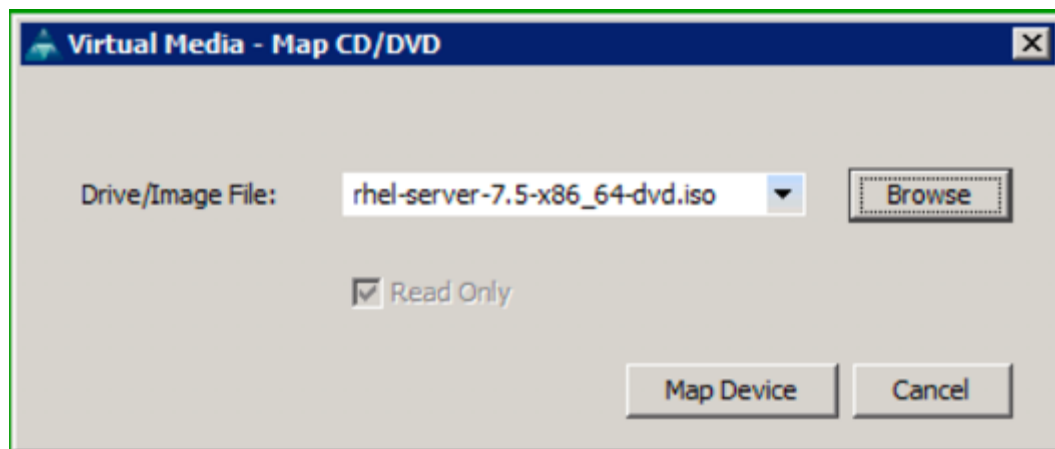 Virtual Media - Map CD/DVD
Drive/Image File: rhel-server-7.5-x86_64-dvd.iso Browse
Read Only
Map Device Cancel